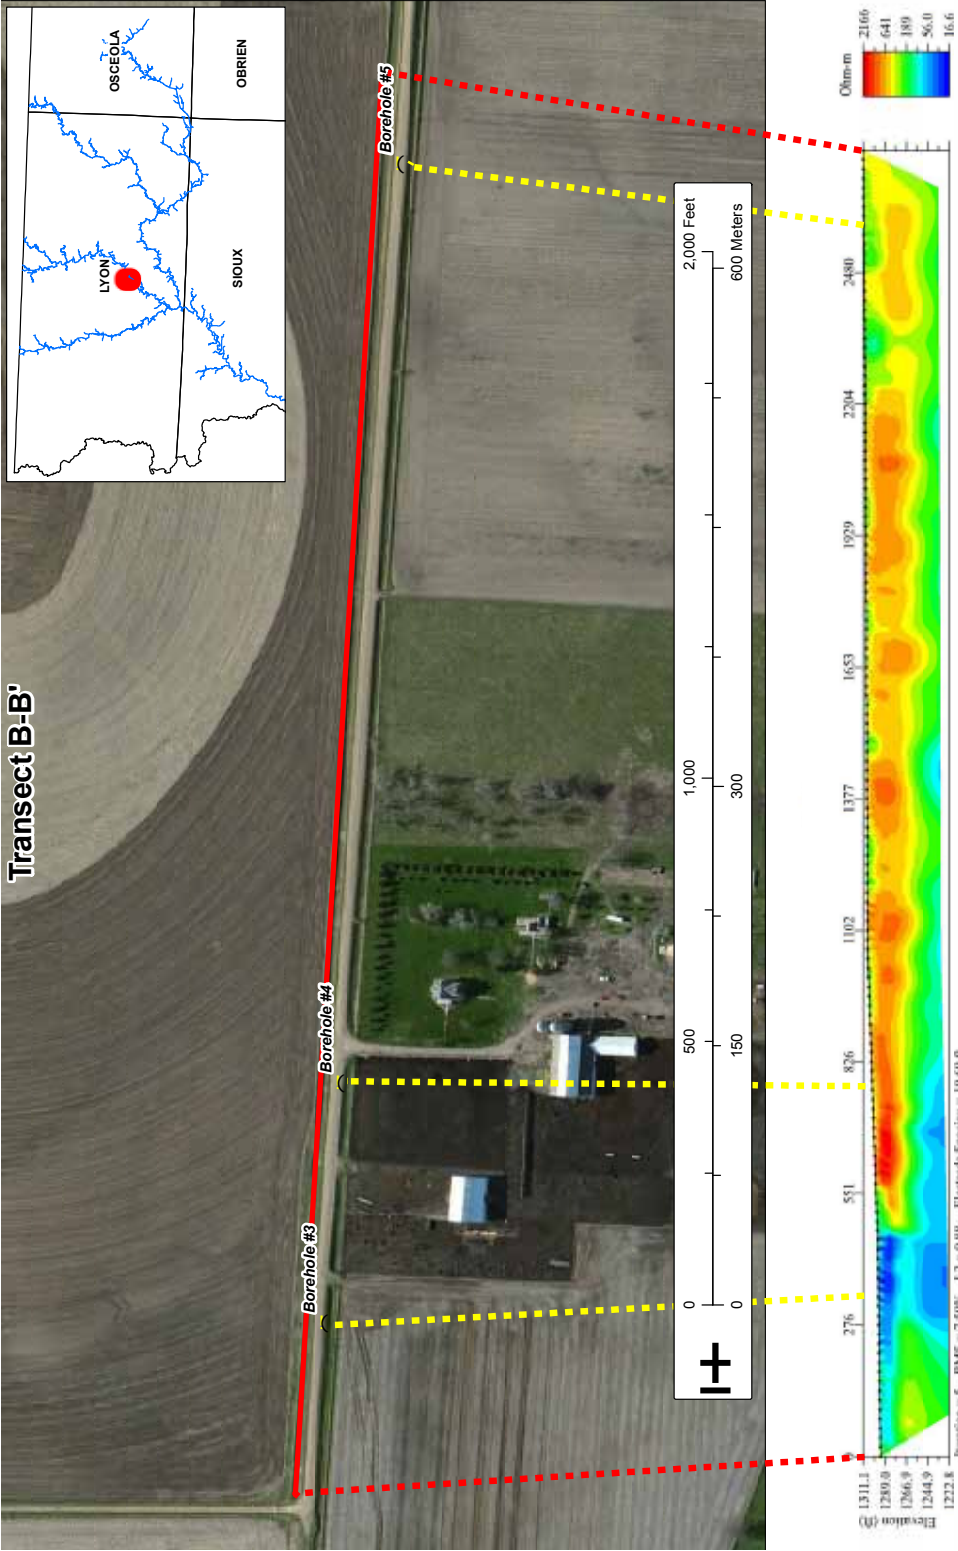 Transect B-B'
OSCEOLA
LYON
OBRIEN
SIOUX
Borehole #3
Borehole #4
Borehole #5
0 500 1,000 2,000 Feet
0 150 300 600 Meters
Ohm-m
2166
641
189
56.0
16.6
0 276 551 826 1102 1377 1653 1929 2204 2480
Elevation (ft)
1311.1
1289.0
1266.9
1244.9
1222.8